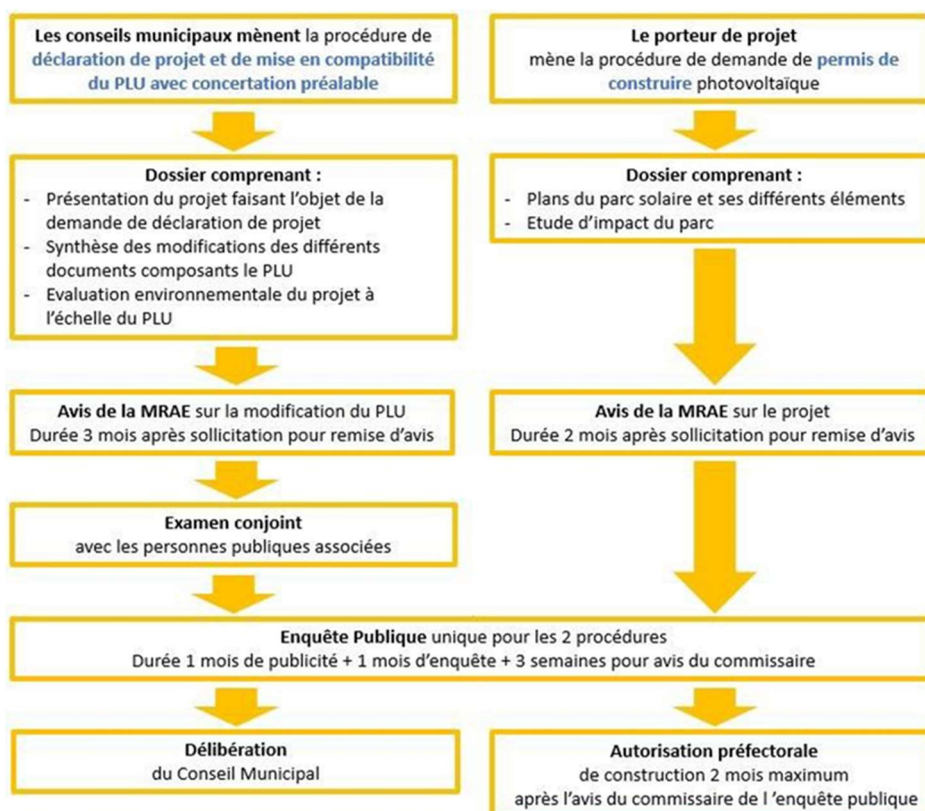 Les conseils municipaux mènent la procédure de
déclaration de projet et de mise en compatibilité
du PLU avec concertation préalable
Le porteur de projet
mène la procédure de demande de permis de
construire photovoltaïque
Dossier comprenant :
- Présentation du projet faisant l'objet de la
demande de déclaration de projet
- Synthèse des modifications des différents
documents composants le PLU
- Evaluation environnementale du projet à
l'échelle du PLU
Dossier comprenant :
- Plans du parc solaire et ses différents éléments
- Etude d'impact du parc
Avis de la MRAE sur la modification du PLU
Durée 3 mois après sollicitation pour remise d'avis
Avis de la MRAE sur le projet
Durée 2 mois après sollicitation pour remise d'avis
Examen conjoint
avec les personnes publiques associées
Enquête Publique unique pour les 2 procédures
Durée 1 mois de publicité + 1 mois d'enquête + 3 semaines pour avis du commissaire
Délibération
du Conseil Municipal
Autorisation préfectorale
de construction 2 mois maximum
après l'avis du commissaire de l 'enquête publique